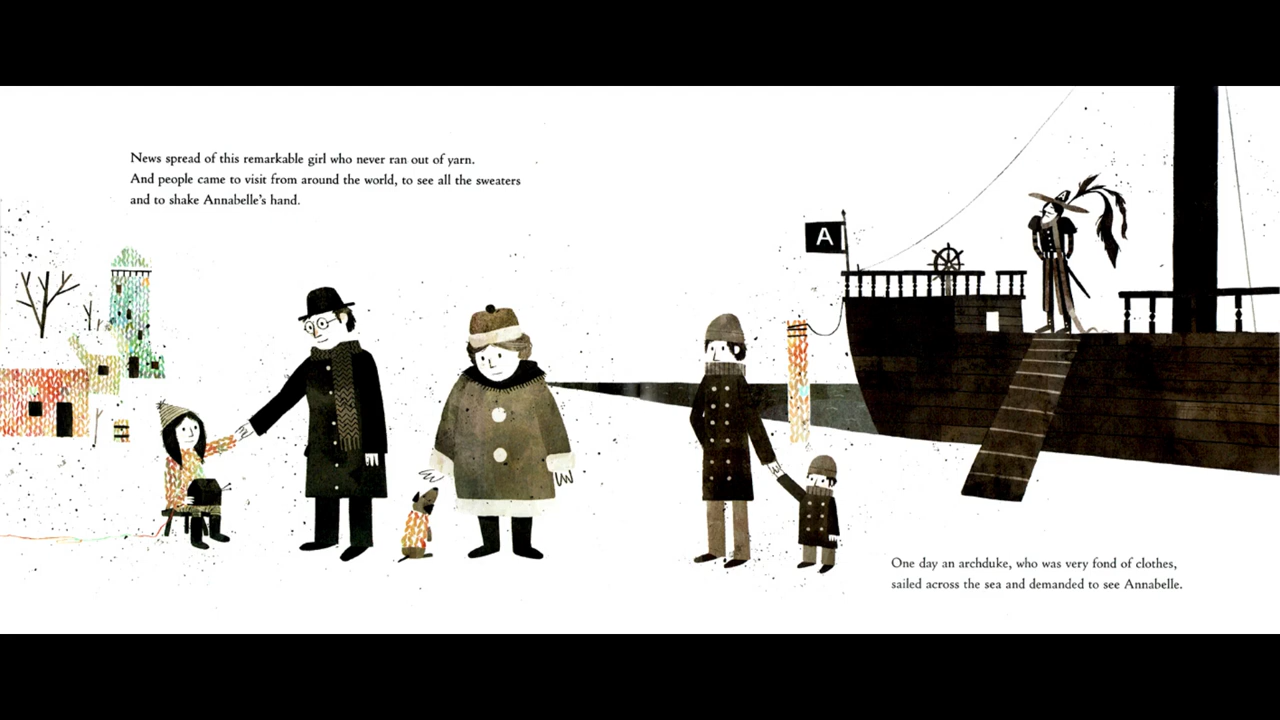 News spread of this remarkable girl who never ran out of yarn.
And people came to visit from around the world, to see all the sweaters
and to shake Annabelle's hand.
A
One day an archduke, who was very fond of clothes,
sailed across the sea and demanded to see Annabelle.